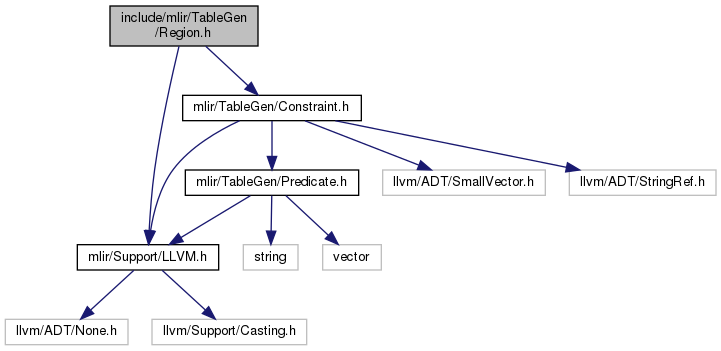 include/mlir/TableGen
/Region.h
mlir/TableGen/Constraint.h
mlir/TableGen/Predicate.h
llvm/ADT/SmallVector.h
llvm/ADT/StringRef.h
mlir/Support/LLVM.h
string
vector
llvm/ADT/None.h
llvm/Support/Casting.h